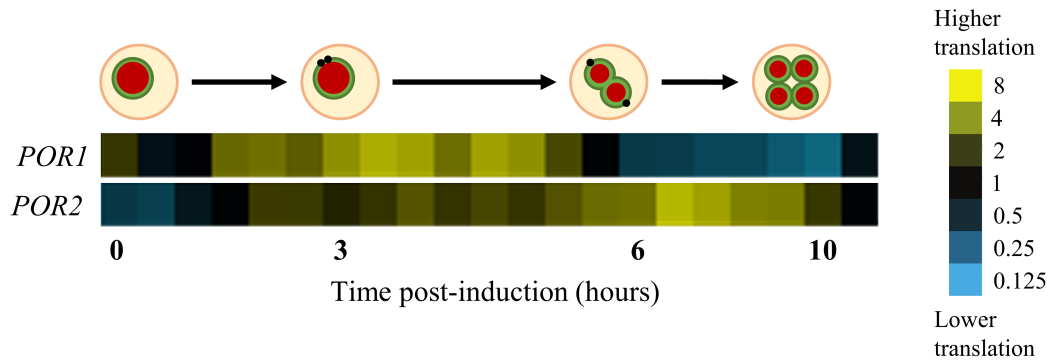 Higher
translation
8
4
2
1
0.5
0.25
0.125
Lower
translation
POR1
POR2
0 3 6 10
Time post-induction (hours)